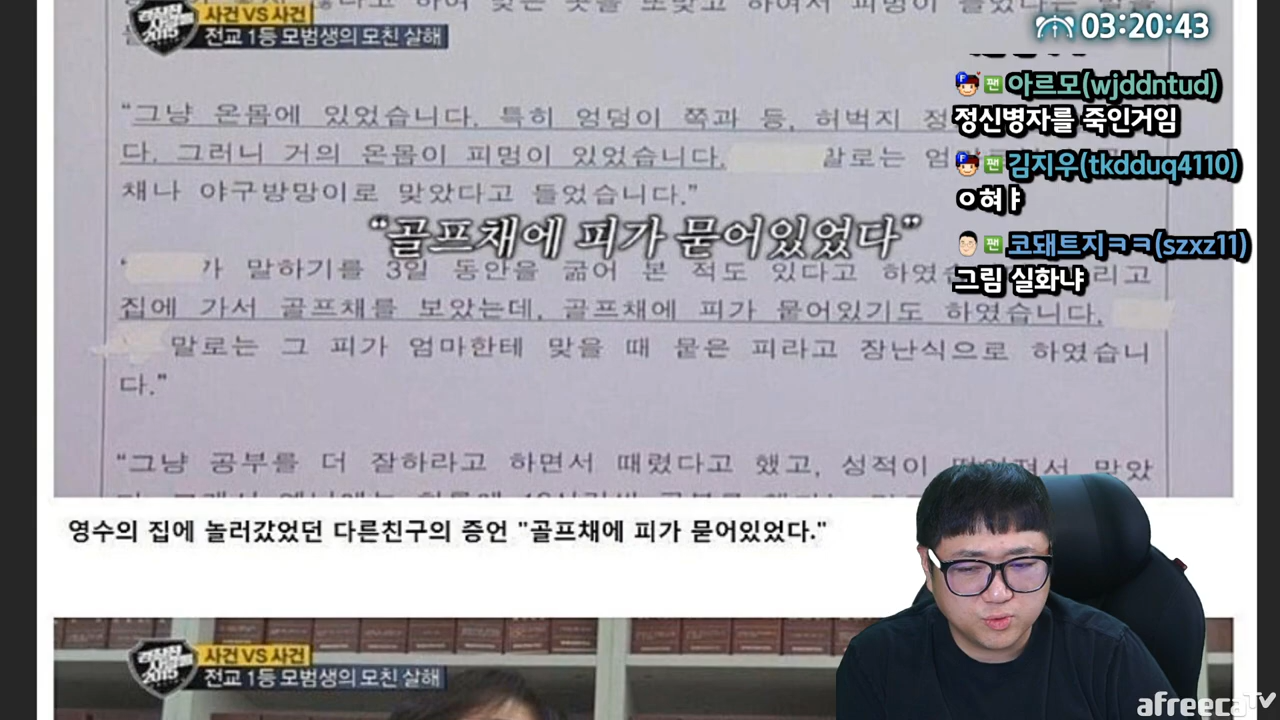 사건 VS 사건
전교 1등 모범생의 모친 살해
03:20:43
팬 아르모(wjddntud)
정신병자를 죽인거임
팬 김지우(tkdduq4110)
ㅇ혀ㅑ
팬 코돼트지ㅋㅋ(szxz11)
그림 실화냐
“그냥 온몸에 있었습니다. 특히 엉덩이 쪽과 등, 허벅지
다. 그러니 거의 온몸이 피멍이 있었습니다. 말로는
채나 야구방망이로 맞았다고 들었습니다.”
“골프채에 피가 묻어있었다”
가 말하기를 3일 동안을 굶어 본 적도 있다고
집에 가서 골프채를 보았는데, 골프채에 피가 묻어있기도 하였습니다.
말로는 그 피가 엄마한테 맞을 때 뭍은 피라고 장난식으로 하였습니
다.”
“그냥 공부를 더 잘하라고 하면서 때렸다고 했고, 성적이 떨어져서 맞았
영수의 집에 놀러갔었던 다른친구의 증언 "골프채에 피가 묻어있었다."
사건 VS 사건
전교 1등 모범생의 모친 살해
afreecaTV